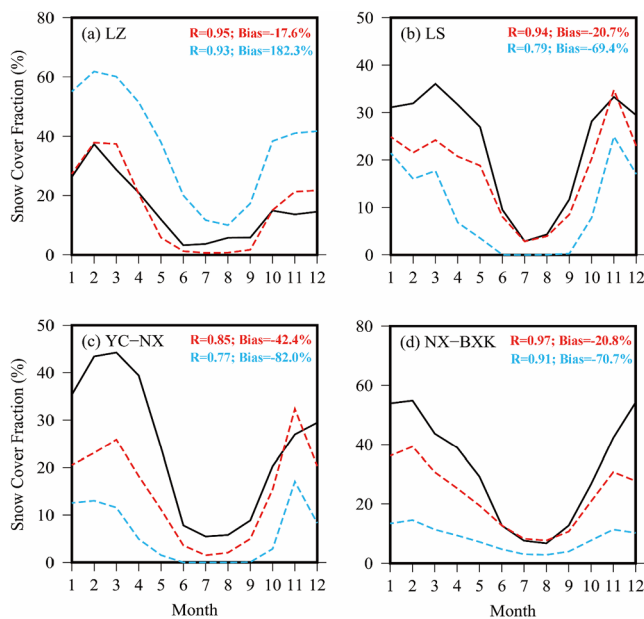 (a) LZ
R=0.95; Bias=-17.6%
R=0.93; Bias=182.3%
Snow Cover Fraction (%)
80
60
40
20
0
1 2 3 4 5 6 7 8 9 10 11 12
(b) LS
R=0.94; Bias=-20.7%
R=0.79; Bias=-69.4%
50
40
30
20
10
0
1 2 3 4 5 6 7 8 9 10 11 12
(c) YC−NX
R=0.85; Bias=-42.4%
R=0.77; Bias=-82.0%
Snow Cover Fraction (%)
50
40
30
20
10
0
1 2 3 4 5 6 7 8 9 10 11 12
Month
(d) NX−BXK
R=0.97; Bias=-20.8%
R=0.91; Bias=-70.7%
80
60
40
20
0
1 2 3 4 5 6 7 8 9 10 11 12
Month